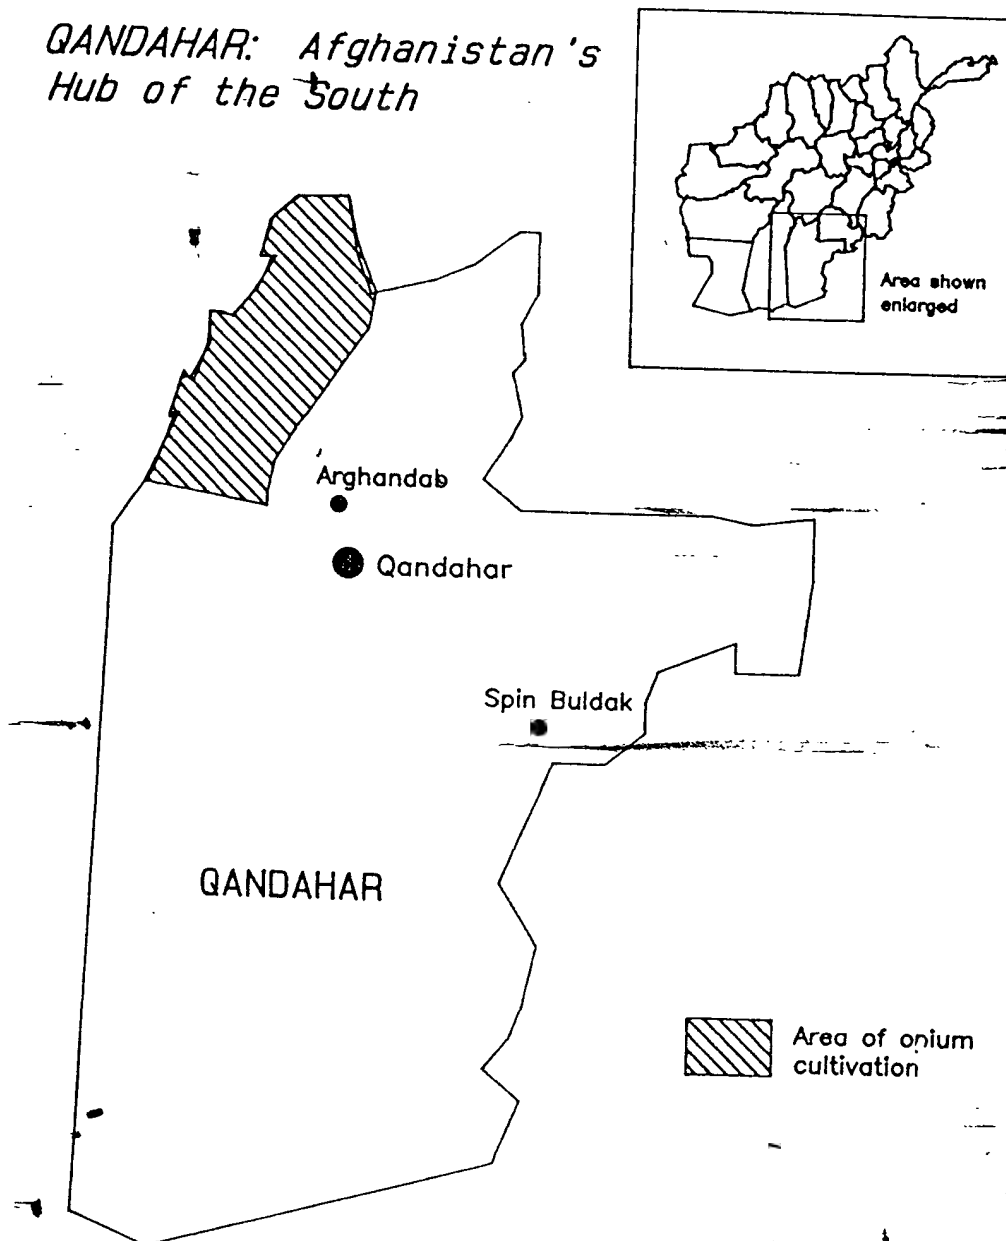 QANDAHAR: Afghanistan's
Hub of the South
Area shown
enlarged
Arghandab
Qandahar
Spin Buldak
QANDAHAR
Area of opium
cultivation